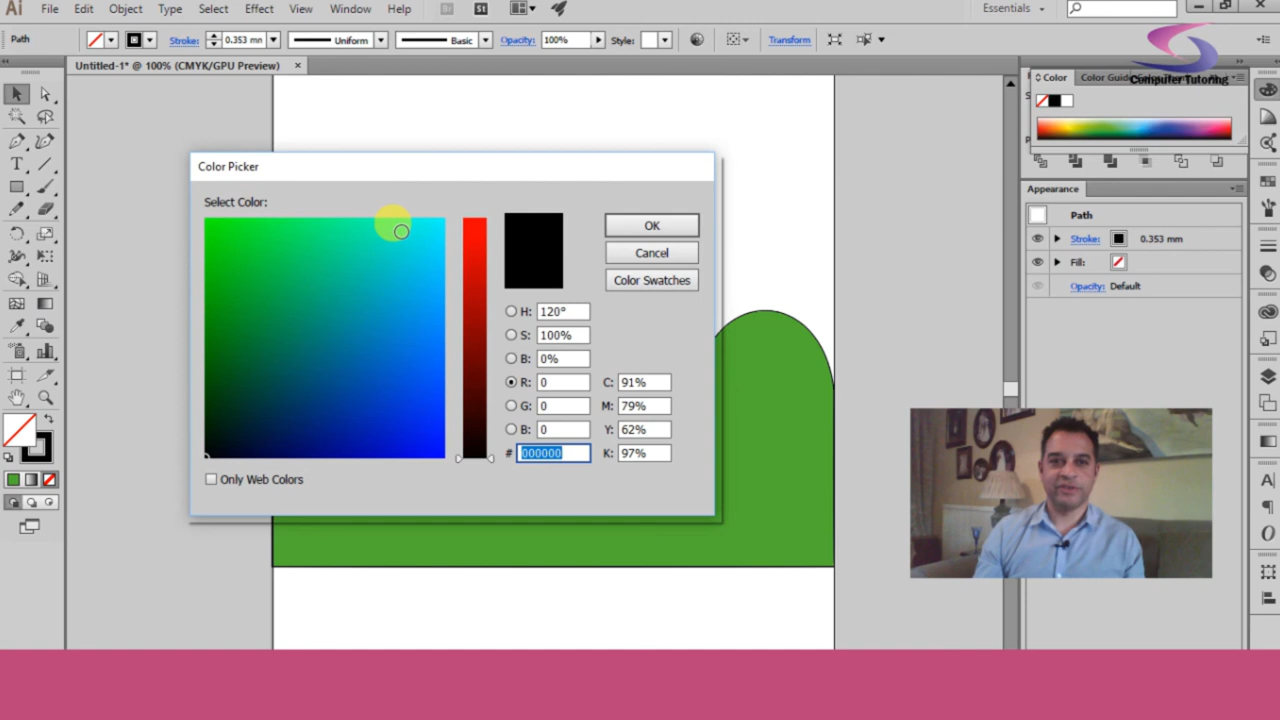 Ai File Edit Object Type Select Effect View Window Help Br St Essentials
Path Stroke: 0.353 mn Uniform Basic Opacity: 100% Style: Transform
Untitled-1* @ 100% (CMYK/GPU Preview) ×
Computer Tutoring
Color Color Guide
Color Picker
Select Color:
OK
Cancel
Color Swatches
H: 120°
S: 100%
B: 0%
R: 0 C: 91%
G: 0 M: 79%
B: 0 Y: 62%
# 000000 K: 97%
Only Web Colors
Appearance
Path
Stroke: 0.353 mm
Fill:
Opacity: Default